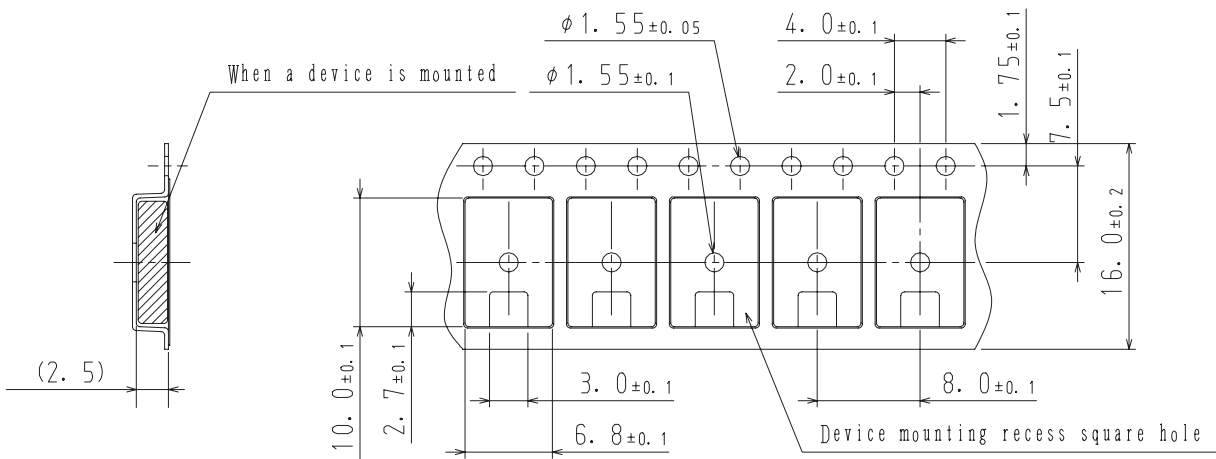 φ1.55±0.05
4.0±0.1
When a device is mounted
φ1.55±0.1
2.0±0.1
1.75±0.1
7.5±0.1
16.0±0.2
(2.5)
10.0±0.1
2.7±0.1
3.0±0.1
8.0±0.1
6.8±0.1
Device mounting recess square hole